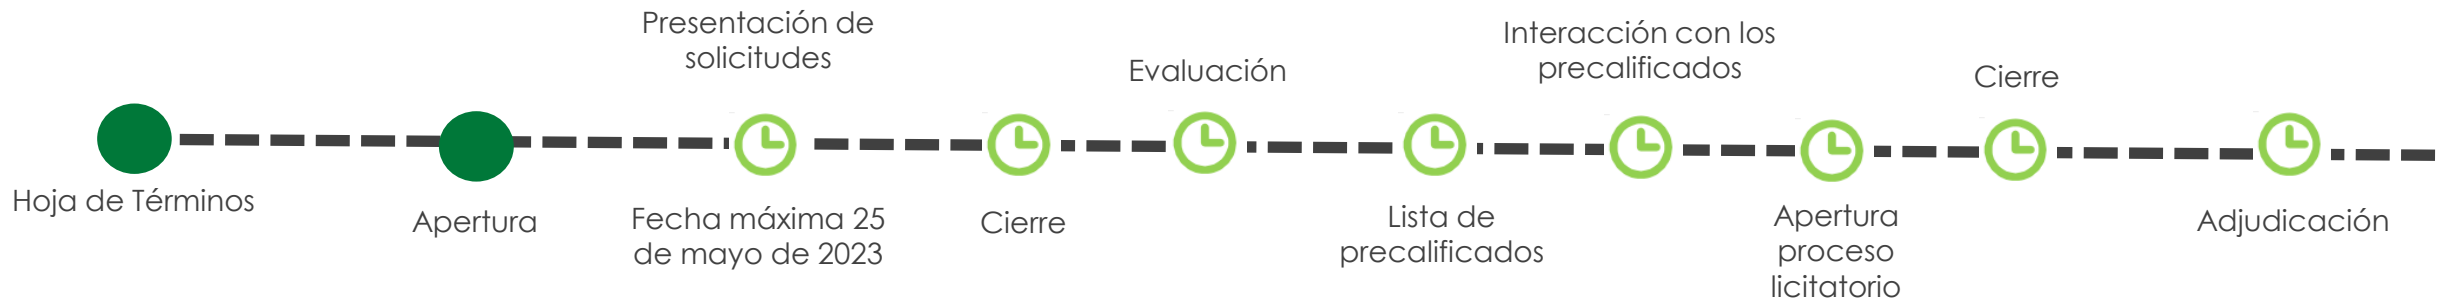 Hoja de Términos
Apertura
Presentación de
solicitudes
Fecha máxima 25
de mayo de 2023
Cierre
Evaluación
Lista de
precalificados
Interacción con los
precalificados
Apertura
proceso
licitatorio
Cierre
Adjudicación